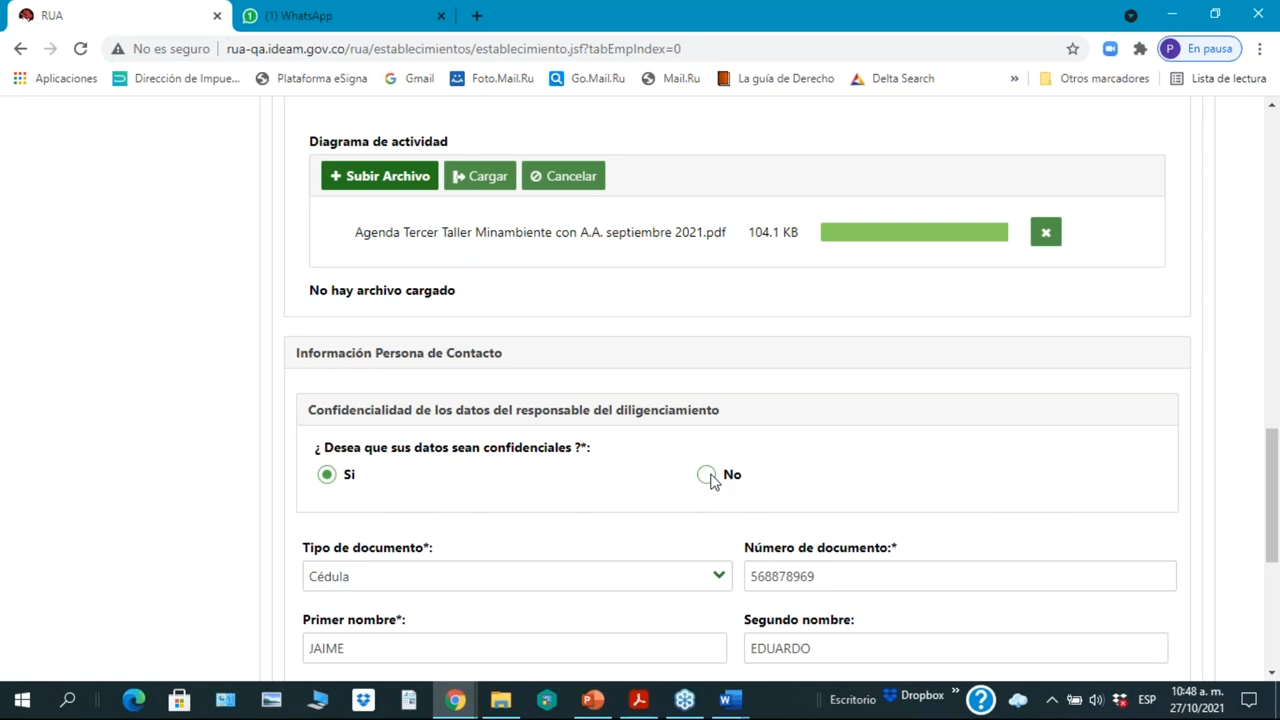 RUA
(1) WhatsApp
No es seguro
rua-qa.ideam.gov.co/rua/establecimientos/establecimiento.jsf?tabEmpIndex=0
P En pausa
Aplicaciones
Dirección de Impue...
Plataforma eSigna
Gmail
Foto.Mail.Ru
Go.Mail.Ru
Mail.Ru
La guía de Derecho
Delta Search
»
Otros marcadores
Lista de lectura
Diagrama de actividad
+ Subir Archivo
Cargar
Cancelar
Agenda Tercer Taller Minambiente con A.A. septiembre 2021.pdf 104.1 KB
No hay archivo cargado
Información Persona de Contacto
Confidencialidad de los datos del responsable del diligenciamiento
¿ Desea que sus datos sean confidenciales ?*:
Si
No
Tipo de documento*:
Número de documento:*
Cédula
568878969
Primer nombre*:
Segundo nombre:
JAIME
EDUARDO
Escritorio
Dropbox
»
ESP
10:48 a. m.
27/10/2021